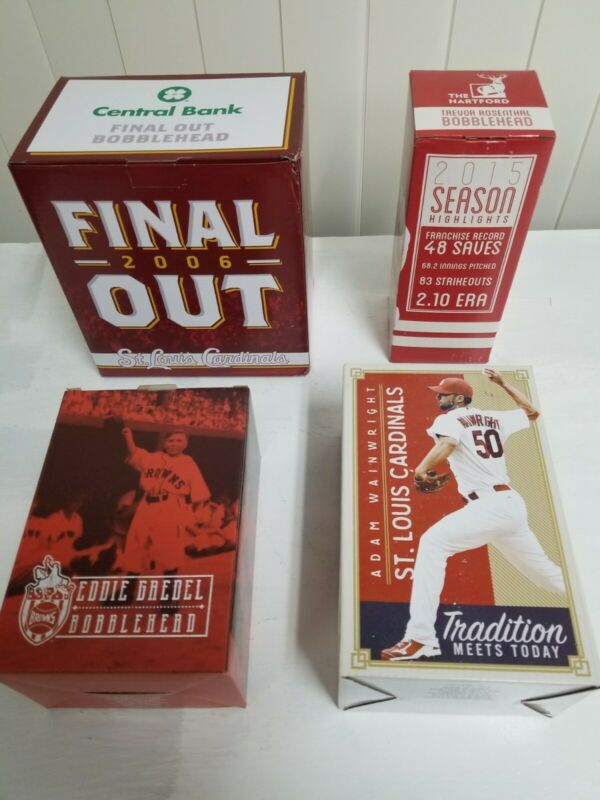 Central Bank
FINAL OUT
BOBBLEHEAD
FINAL
2006
OUT
St. Louis Cardinals
THE
HARTFORD
TREVOR ROSENTHAL
BOBBLEHEAD
2015
SEASON
HIGHLIGHTS
FRANCHISE RECORD
48 SAVES
68.2 INNINGS PITCHED
83 STRIKEOUTS
2.10 ERA
BROWNS
BROWNS
EDDIE GAEDEL
BOBBLEHEAD
ADAM WAINWRIGHT
ST. LOUIS CARDINALS
WAINWRIGHT
50
Tradition
MEETS TODAY